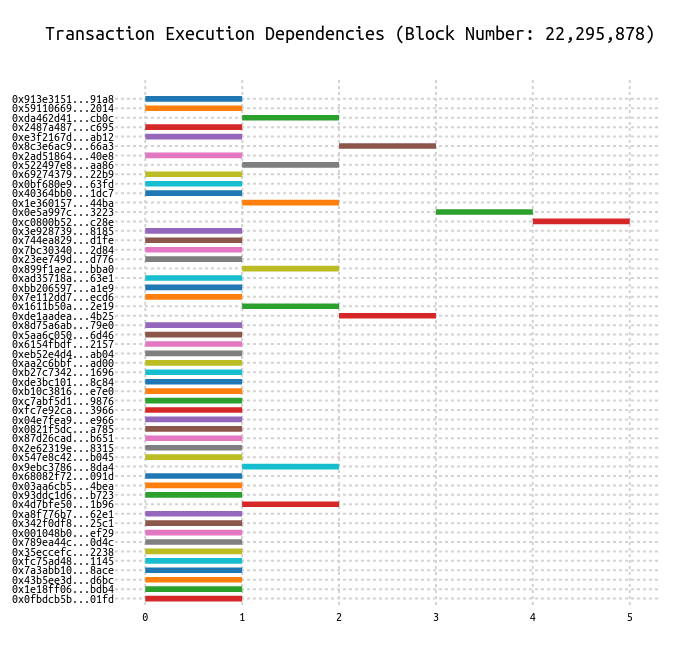 Transaction Execution Dependencies (Block Number: 22,295,878)
0x913e3151...91a8
0x59110669...2014
0xda462d41...cb0c
0x2487a487...c695
0xe3f2167d...ab12
0x8c3e6ac9...66a3
0x2ad51864...40e8
0x522497e8...aa86
0x69274379...22b9
0x0bf680e9...63fd
0x40364bb0...1dc7
0x1e360157...44ba
0x0e5a997c...3223
0xc0800b52...c28e
0x3e928739...8185
0x744ea829...d1fe
0x7bc30340...2d84
0x23ee749d...d776
0x899f1ae2...bba0
0xad35718a...63e1
0xbb206597...a1e9
0x7e112dd7...ecd6
0x1611b50a...2e19
0xde1aadea...4b25
0x8d75a6ab...79e0
0x5aa6c050...6d46
0x6154fbdf...2157
0xeb52e4d4...ab04
0xaa2c6bbf...ad00
0xb27c7342...1696
0xde3bc101...8c84
0xb10c3816...e7e0
0xc7abf5d1...9876
0xfc7e92ca...3966
0x04e7fea9...e966
0x0821f5dc...a785
0x87d26cad...b651
0x2e62319e...8315
0x547e8c42...b045
0x9ebc3786...8da4
0x68082f72...091d
0x03aa6cb5...4bea
0x93ddc1d6...b723
0x4d7bfe50...1b96
0xa8f776b7...62e1
0x342f0df8...25c1
0x001048b0...ef29
0x789ea44c...0d4c
0x35eccefc...2238
0xfc75ad48...1145
0x7a3abb10...8ace
0x43b5ee3d...d6bc
0x1e18ff06...bdb4
0x0fbdcb5b...01fd
0 1 2 3 4 5